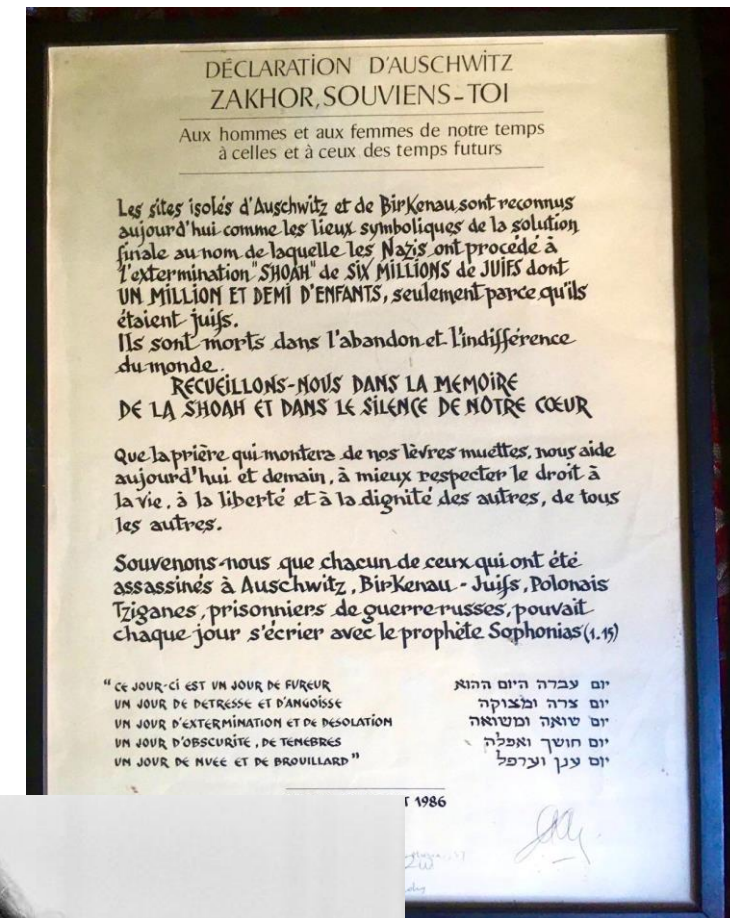 DÉCLARATION D'AUSCHWITZ
ZAKHOR, SOUVIENS-TOI
Aux hommes et aux femmes de notre temps
à celles et à ceux des temps futurs
Les sites isolés d'Auschwitz et de BirKenau sont reconnus
aujourd'hui comme les lieux symboliques de la solution
finale au nom de laquelle les Nazis ont procédé à
l'extermination "SHOAH" de SIX MILLIONS de JUIFS dont
UN MILLION ET DEMI D'ENFANTS, seulement parce qu'ils
étaient juifs.
Ils sont morts dans l'abandon et l'indifférence
du monde.
RECUEILLONS-NOUS DANS LA MEMOIRE
DE LA SHOAH ET DANS LE SILENCE DE NOTRE CŒUR
Que la prière qui montera de nos lèvres muettes, nous aide
aujourd'hui et demain, à mieux respecter le droit à
la vie, à la liberté et à la dignité des autres, de tous
les autres.
Souvenons-nous que chacun de ceux qui ont été
assassinés à Auschwitz, BirKenau - Juifs, Polonais
Tziganes, prisonniers de guerre russes, pouvait
chaque jour s'écrier avec le prophète Sophonias (1.15)
"CE JOUR-CI EST UN JOUR DE FUREUR
UN JOUR DE DETRESSE ET D'ANGOISSE
UN JOUR D'EXTERMINATION ET DE DESOLATION
UN JOUR D'OBSCURITE, DE TENEBRES
UN JOUR DE NUEE ET DE BROUILLARD"
יום עברה היום ההוא
יום צרה ומצוקה
יום שואה ומשואה
יום חושך ואפלה
יום ענן וערפל
1986